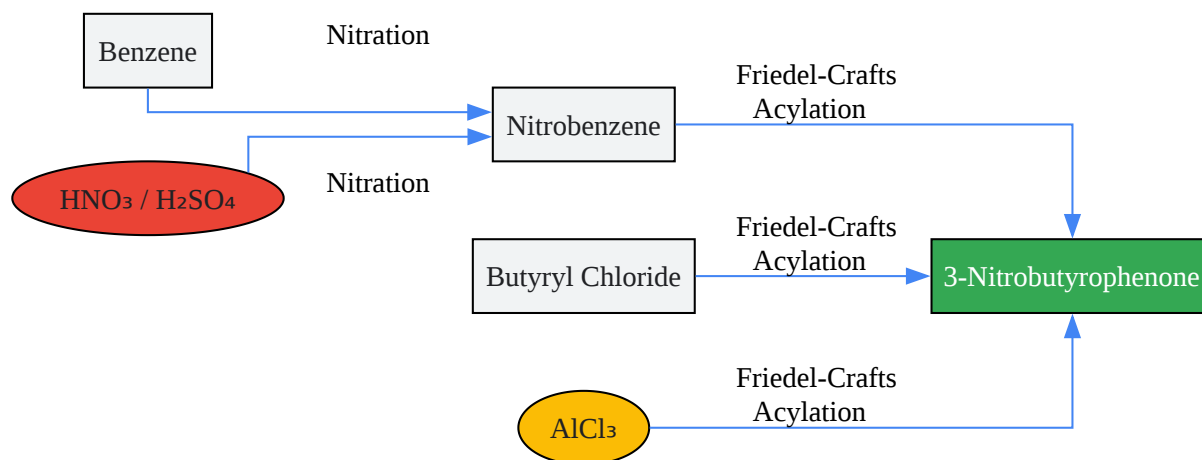 Benzene
Nitration
Friedel-Crafts
Acylation
Nitrobenzene
HNO₃ / H₂SO₄
Nitration
Friedel-Crafts
Acylation
Butyryl Chloride
3-Nitrobutyrophenone
Friedel-Crafts
Acylation
AlCl₃